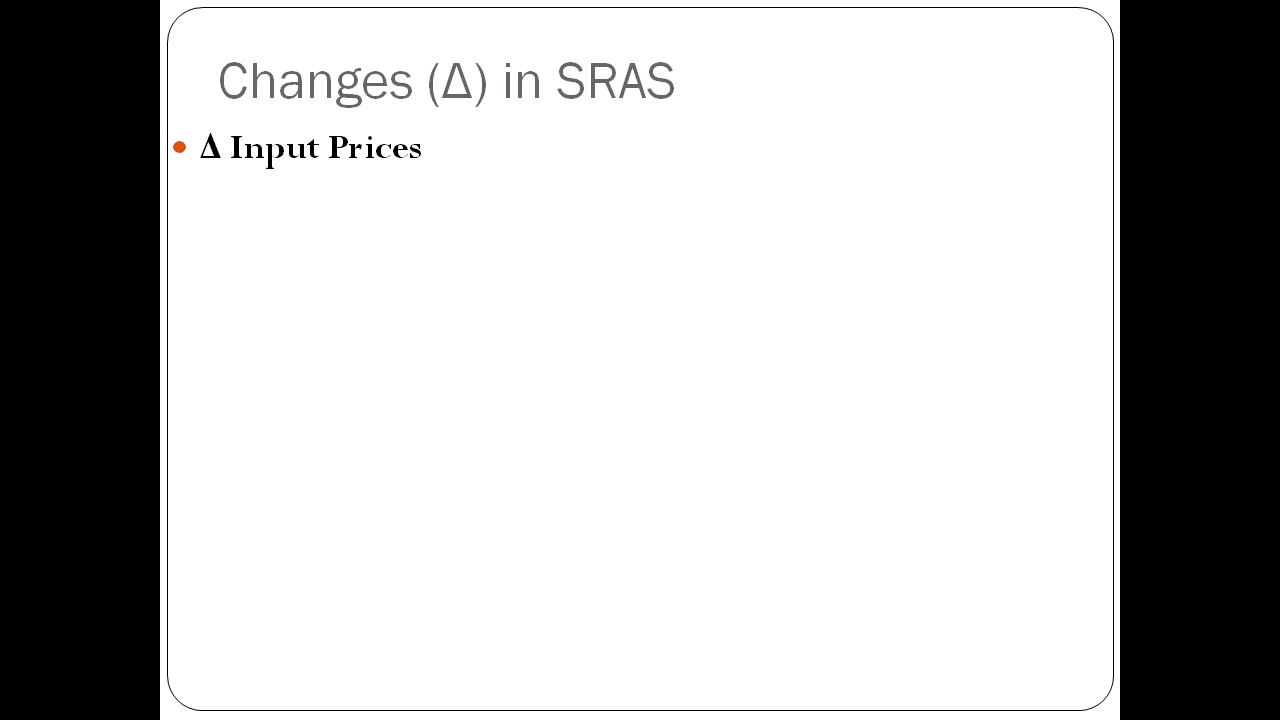 Changes (Δ) in SRAS
• Δ Input Prices